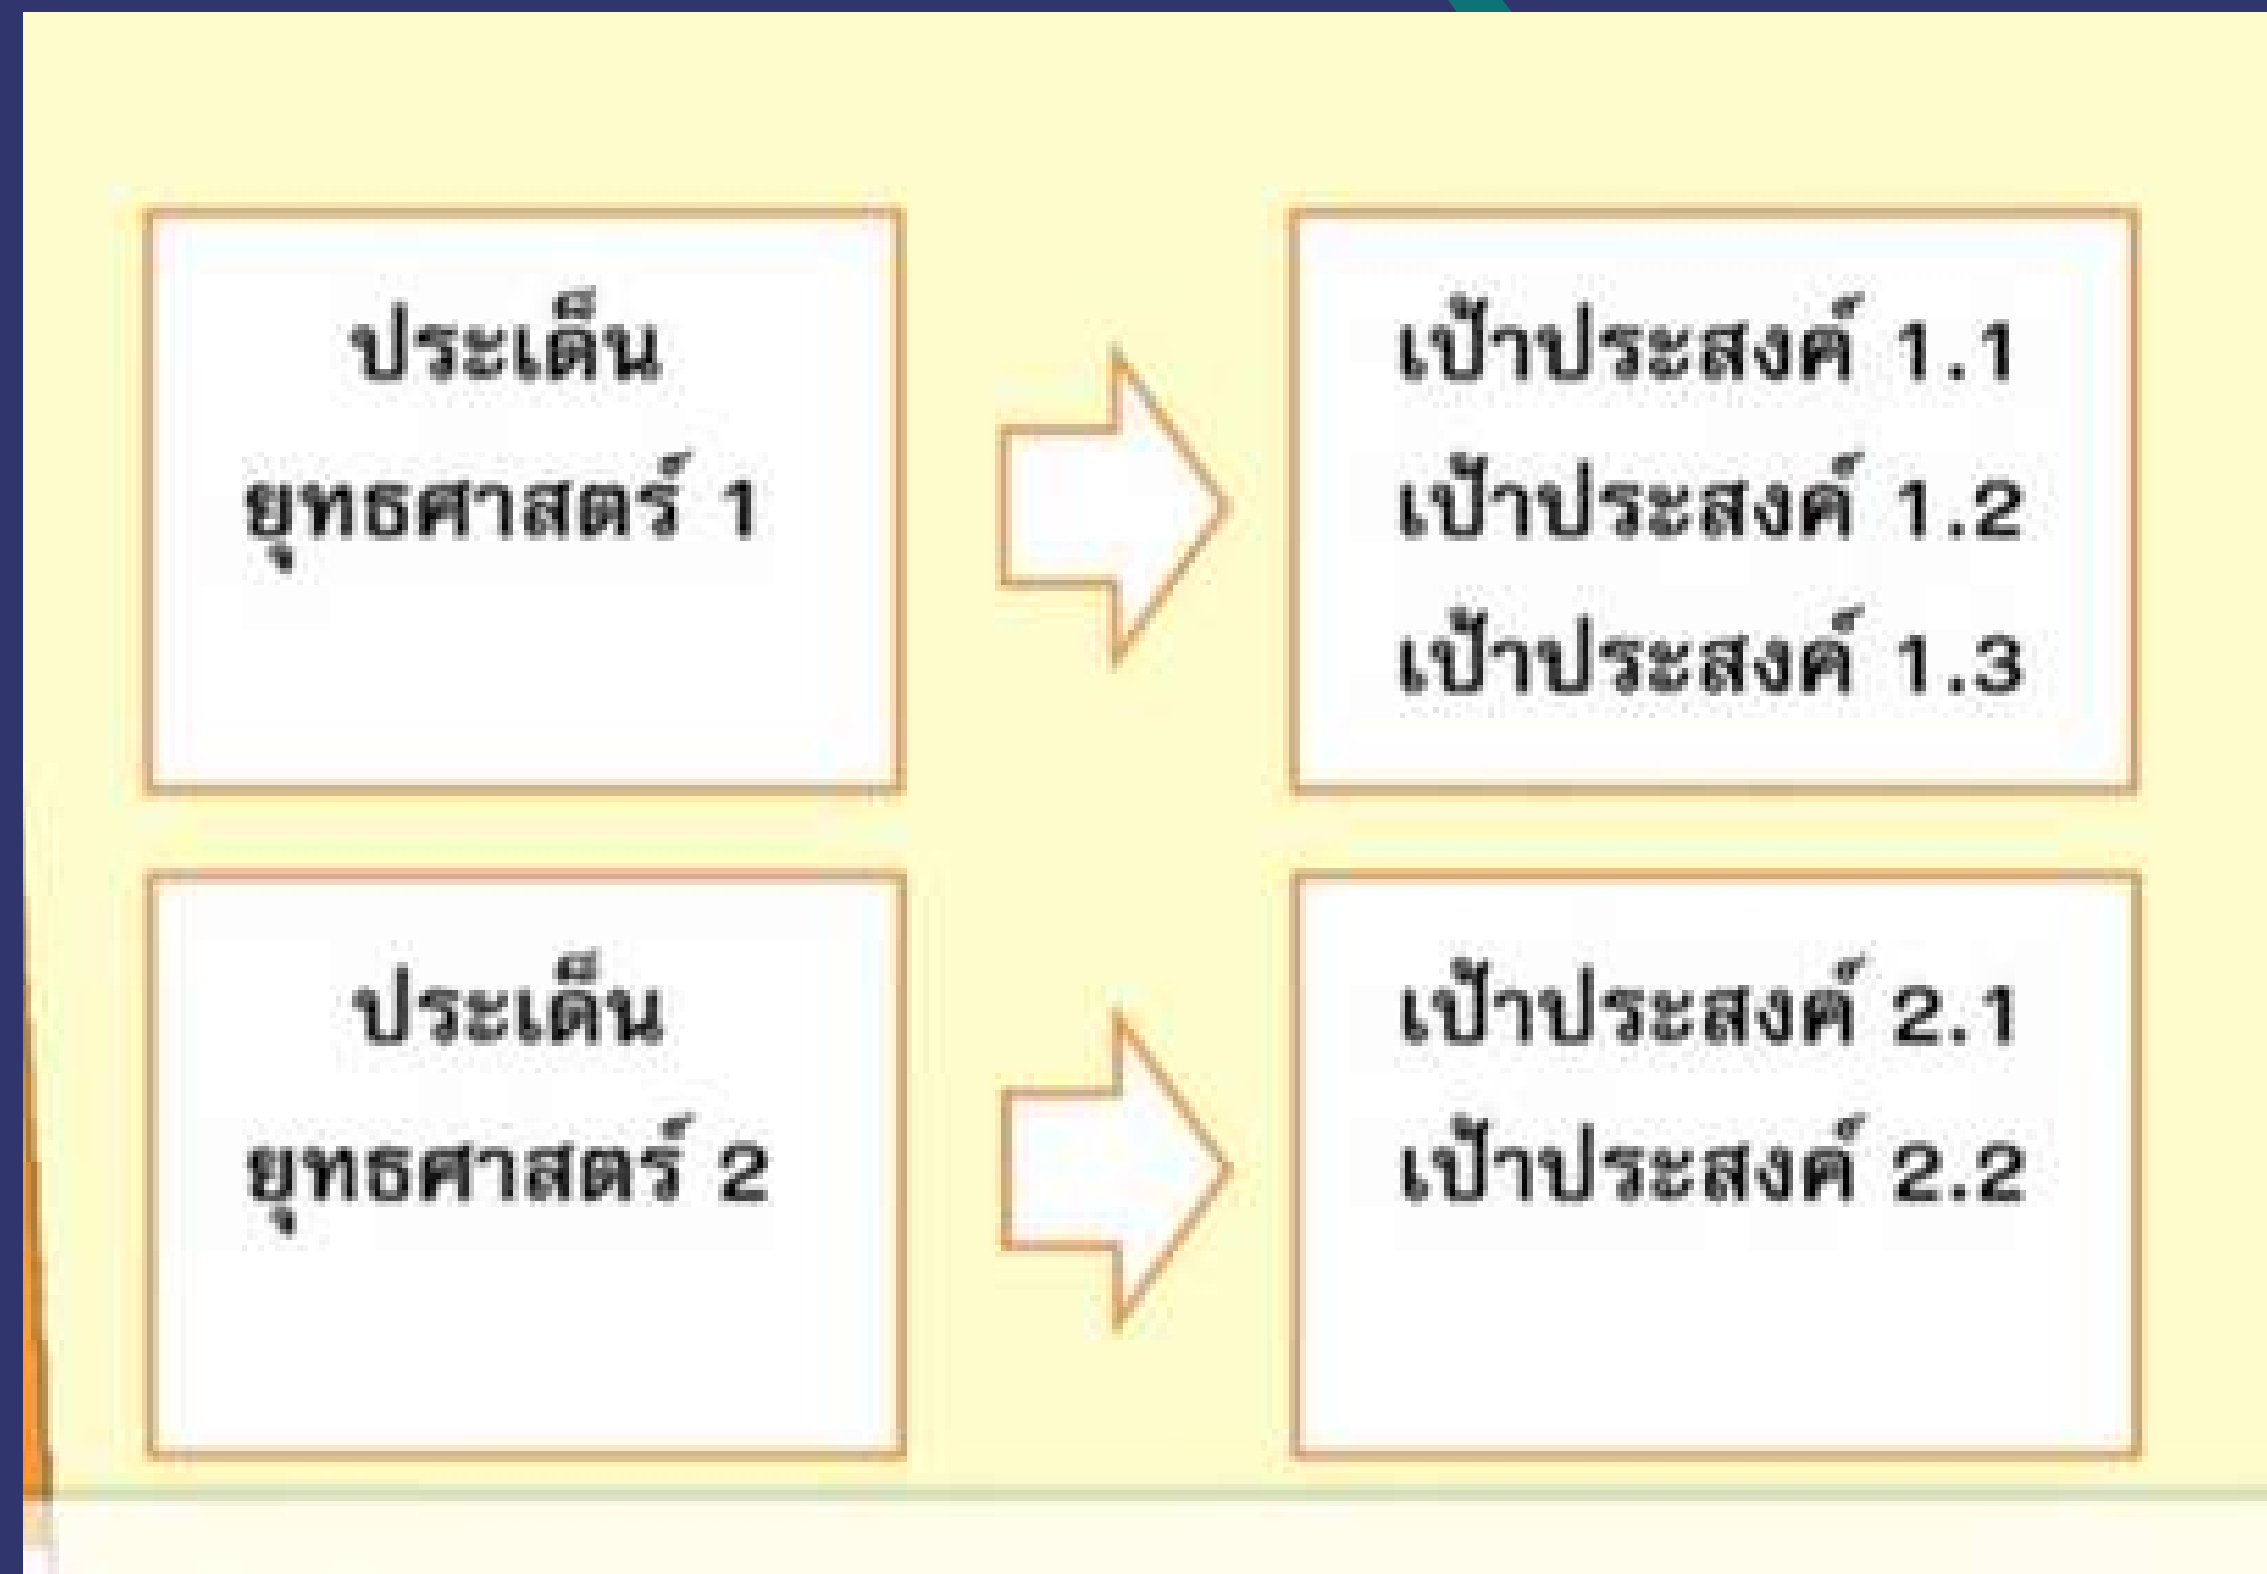 ประเด็น
ยุทธศาสตร์ 1
เป้าประสงค์ 1.1
เป้าประสงค์ 1.2
เป้าประสงค์ 1.3
ประเด็น
ยุทธศาสตร์ 2
เป้าประสงค์ 2.1
เป้าประสงค์ 2.2